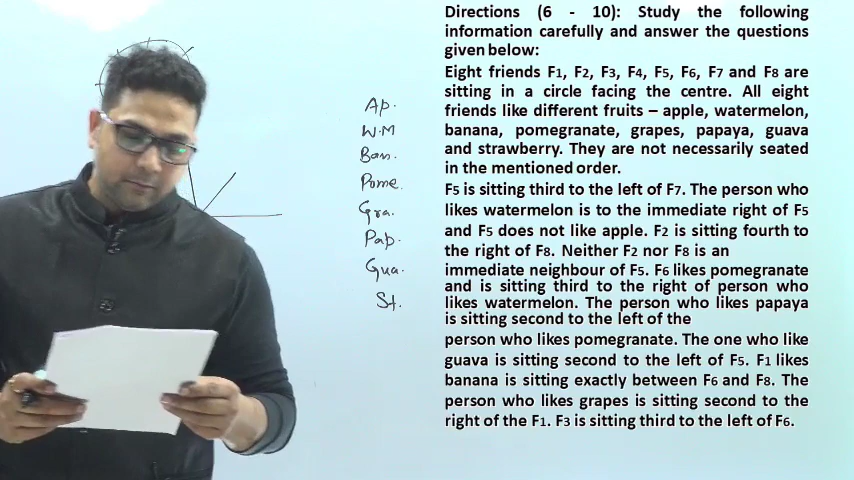 Directions (6 - 10): Study the following
information carefully and answer the questions
given below:
Eight friends F1, F2, F3, F4, F5, F6, F7 and F8 are
sitting in a circle facing the centre. All eight
friends like different fruits – apple, watermelon,
banana, pomegranate, grapes, papaya, guava
and strawberry. They are not necessarily seated
in the mentioned order.
F5 is sitting third to the left of F7. The person who
likes watermelon is to the immediate right of F5
and F5 does not like apple. F2 is sitting fourth to
the right of F8. Neither F2 nor F8 is an
immediate neighbour of F5. F6 likes pomegranate
and is sitting third to the right of person who
likes watermelon. The person who likes papaya
is sitting second to the left of the
person who likes pomegranate. The one who like
guava is sitting second to the left of F5. F1 likes
banana is sitting exactly between F6 and F8. The
person who likes grapes is sitting second to the
right of the F1. F3 is sitting third to the left of F6.
Ap.
W.M
Ban.
Pome.
Gra.
Pap.
Gua.
St.